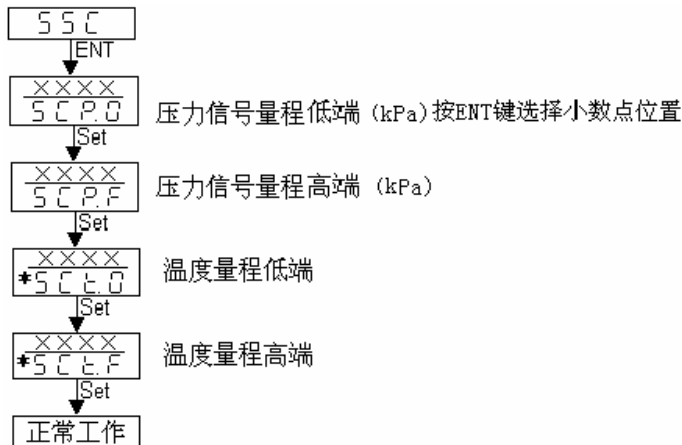 SSC
ENT
XXXX
SCP.0 压力信号量程低端 (kPa)按ENT键选择小数点位置
Set
XXXX
SCP.F 压力信号量程高端 (kPa)
Set
XXXX
*SCt.0 温度量程低端
Set
XXXX
*SCt.F 温度量程高端
Set
正常工作